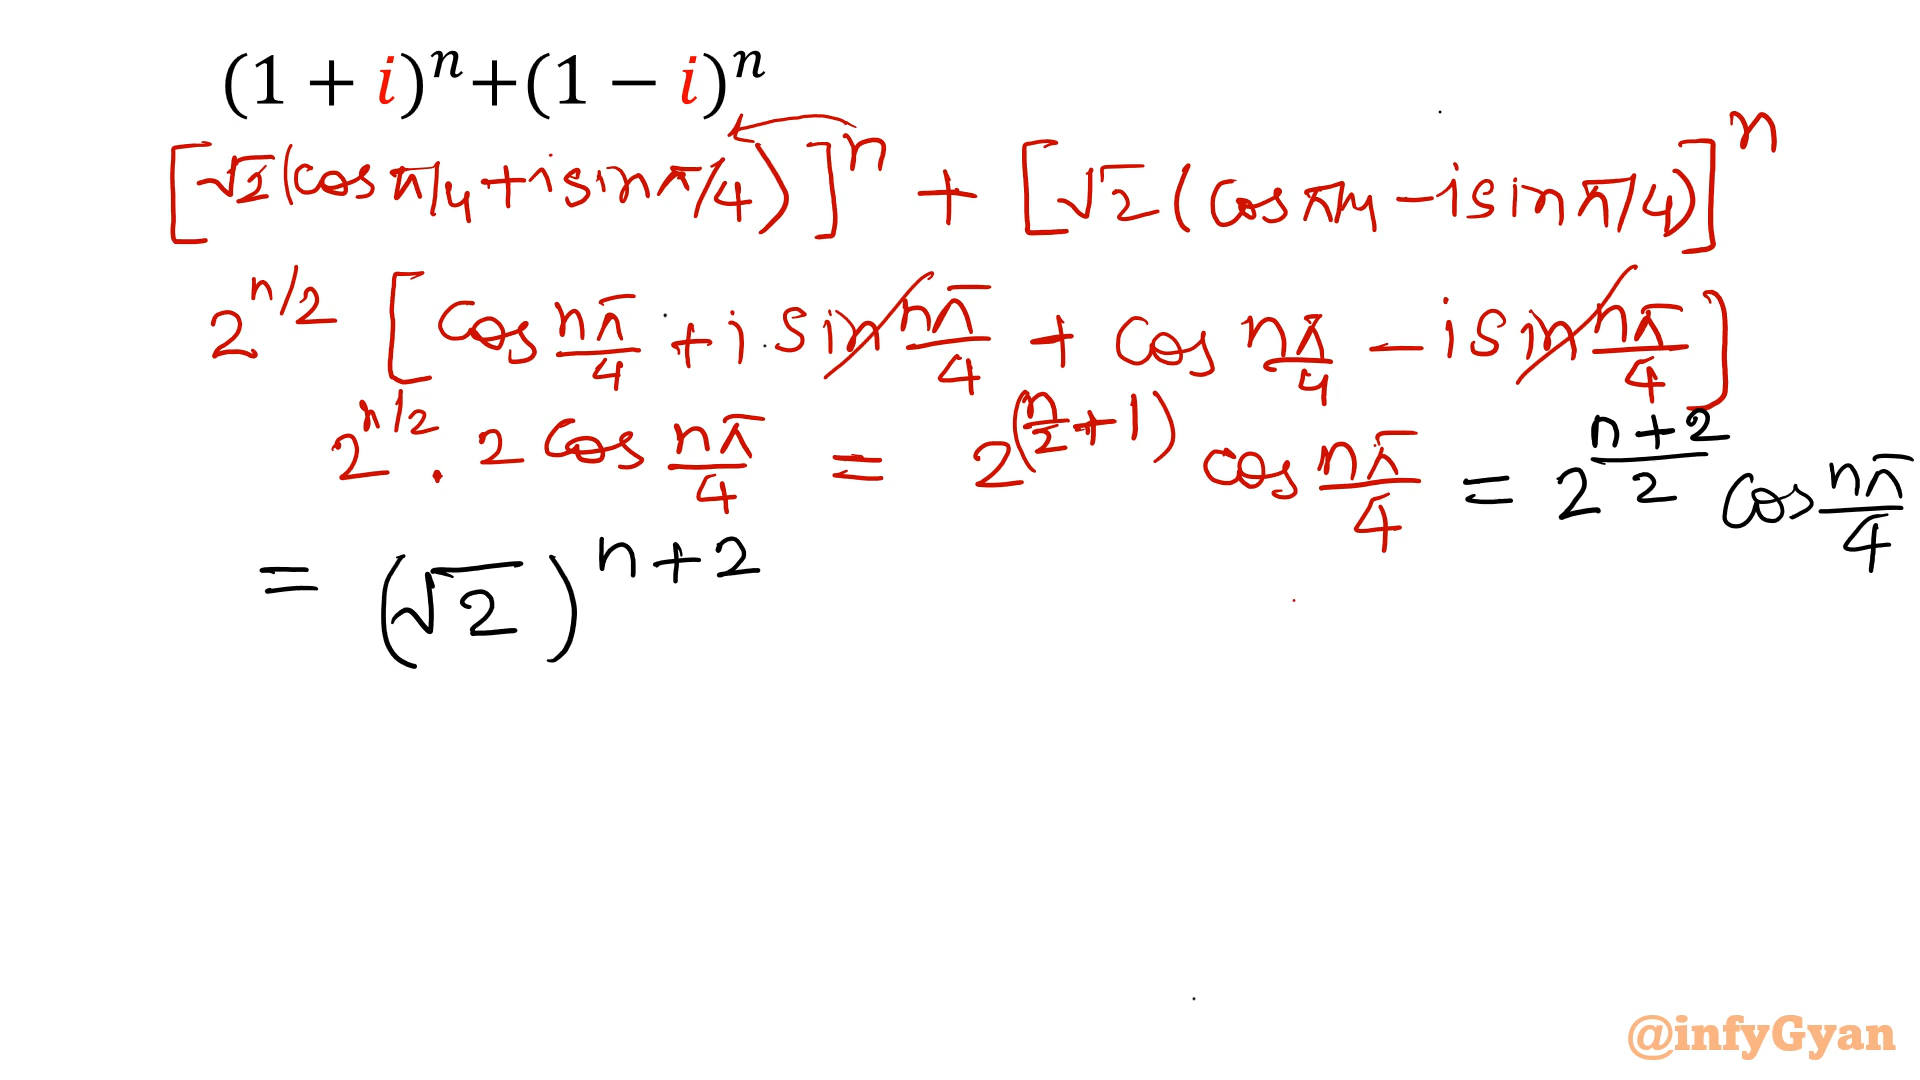 (1 + i)ⁿ+(1 − i)ⁿ
[√2(cos π/4 + i sin π/4)]ⁿ + [√2(cos π/4 − i sin π/4)]ⁿ
2^(n/2) [cos nπ/4 + i sin nπ/4 + cos nπ/4 − i sin nπ/4]
2^(n/2) . 2 cos nπ/4 = 2^(n/2 + 1) cos nπ/4 = 2^((n+2)/2) cos nπ/4
= (√2)^(n+2)
@infyGyan